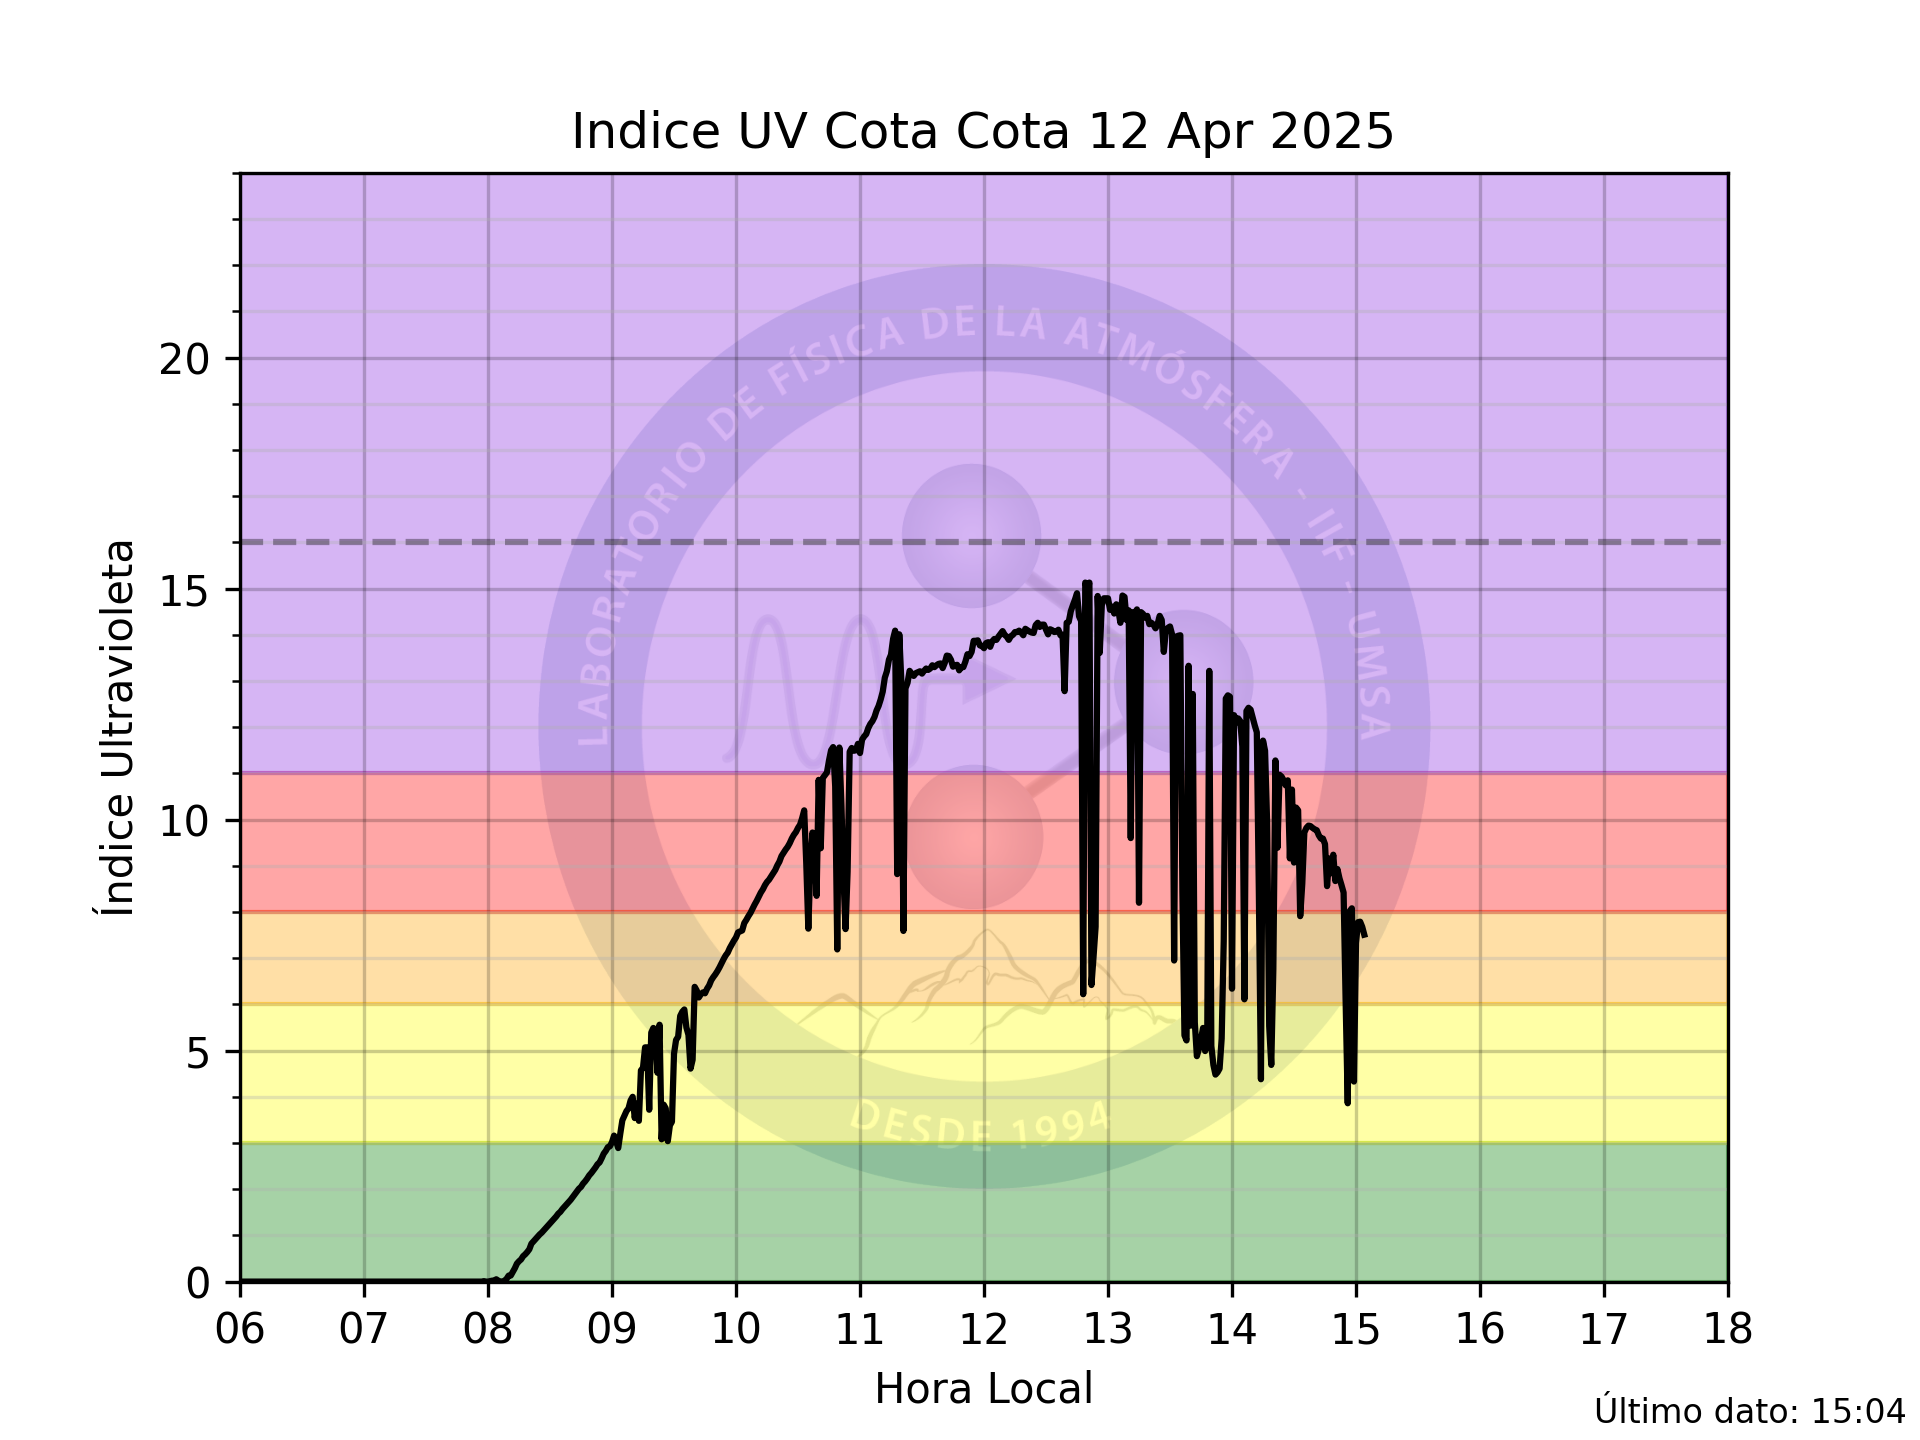 Indice UV Cota Cota 12 Apr 2025
LABORATORIO DE FÍSICA DE LA ATMÓSFERA - IIF - UMSA
DESDE 1994
Índice Ultravioleta
20
15
10
5
0
06 07 08 09 10 11 12 13 14 15 16 17 18
Hora Local
Último dato: 15:04